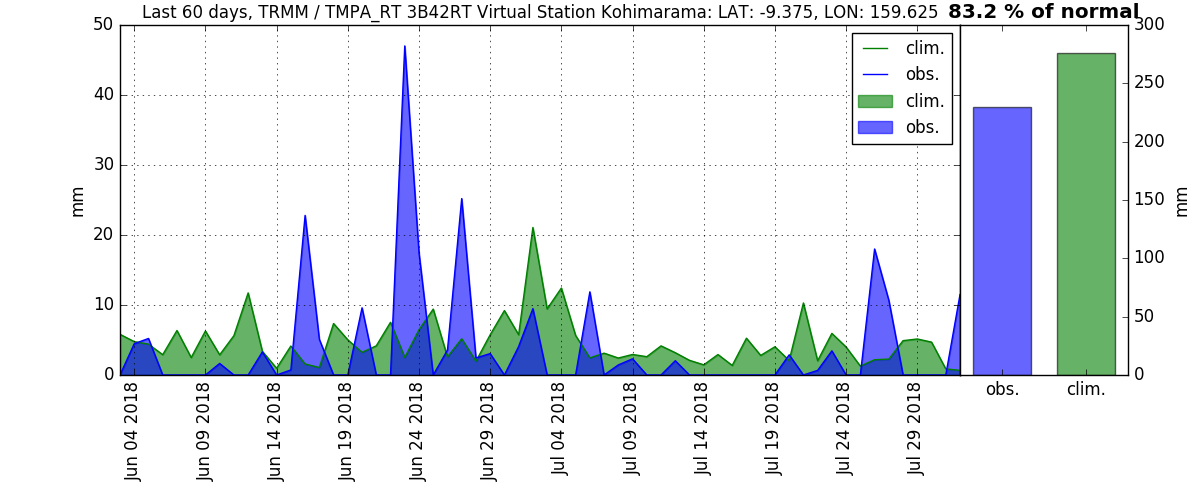 Last 60 days, TRMM / TMPA_RT 3B42RT Virtual Station Kohimarama: LAT: -9.375, LON: 159.625
83.2 % of normal
50
40
30
20
10
0
mm
clim.
obs.
clim.
obs.
300
250
200
150
100
50
0
mm
Jun 04 2018
Jun 09 2018
Jun 14 2018
Jun 19 2018
Jun 24 2018
Jun 29 2018
Jul 04 2018
Jul 09 2018
Jul 14 2018
Jul 19 2018
Jul 24 2018
Jul 29 2018
obs.
clim.